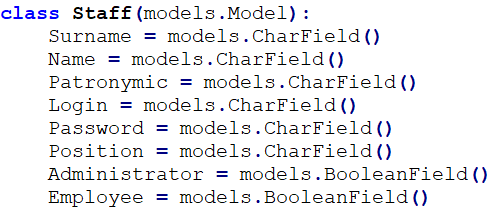 class Staff(models.Model):
    Surname = models.CharField()
    Name = models.CharField()
    Patronymic = models.CharField()
    Login = models.CharField()
    Password = models.CharField()
    Position = models.CharField()
    Administrator = models.BooleanField()
    Employee = models.BooleanField()